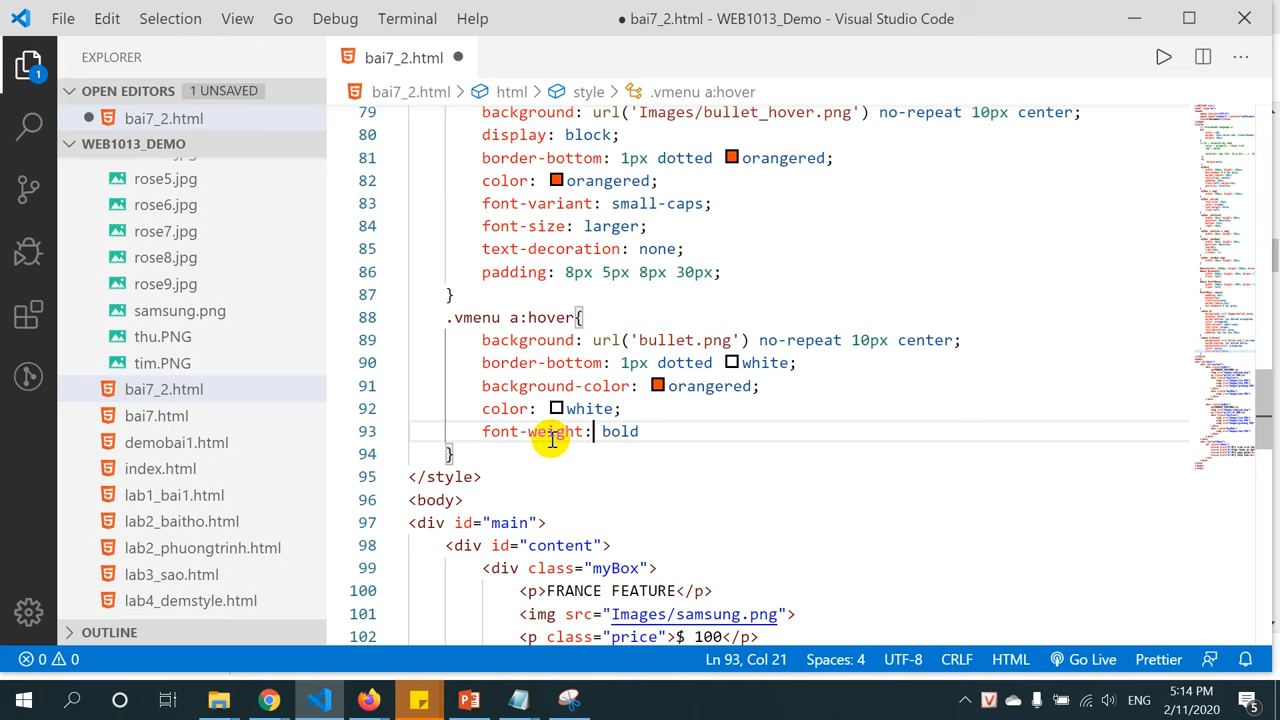 File Edit Selection View Go Debug Terminal Help
● bai7_2.html - WEB1013_Demo - Visual Studio Code
EXPLORER
OPEN EDITORS 1 UNSAVED
bai7_2.html
WEB1013_DEMO
rose5.jpg
rose6.jpg
rose7.jpg
rose8.jpg
rose9.jpg
samsung.png
thu.PNG
tim.PNG
bai7_2.html
bai7.html
demobai1.html
index.html
lab1_bai1.html
lab2_baitho.html
lab2_phuongtrinh.html
lab3_sao.html
lab4_demstyle.html
OUTLINE
1
bai7_2.html
bai7_2.html > html > style > .vmenu a:hover
79 background: url('Images/bullet_hover.png') no-repeat 10px center;
80 display: block;
81 border-bottom: 1px dotted orangered;
82 color: orangered;
83 font-variant: small-caps;
84 font-size: larger;
85 text-decoration: none;
86 padding: 8px 5px 8px 30px;
87 }
88 .vmenu a:hover{
89 background: url('bullet.png') no-repeat 10px center;
90 border-bottom: 1px dotted white;
91 background-color: orangered;
92 color: white;
93 font-weight: bold
94 }
95 </style>
96 <body>
97 <div id="main">
98 <div id="content">
99 <div class="myBox">
100 <p>FRANCE FEATURE</p>
101 <img src="Images/samsung.png">
102 <p class="price">$ 100</p>
0 0 Ln 93, Col 21 Spaces: 4 UTF-8 CRLF HTML Go Live Prettier
ENG
5:14 PM
2/11/2020
5